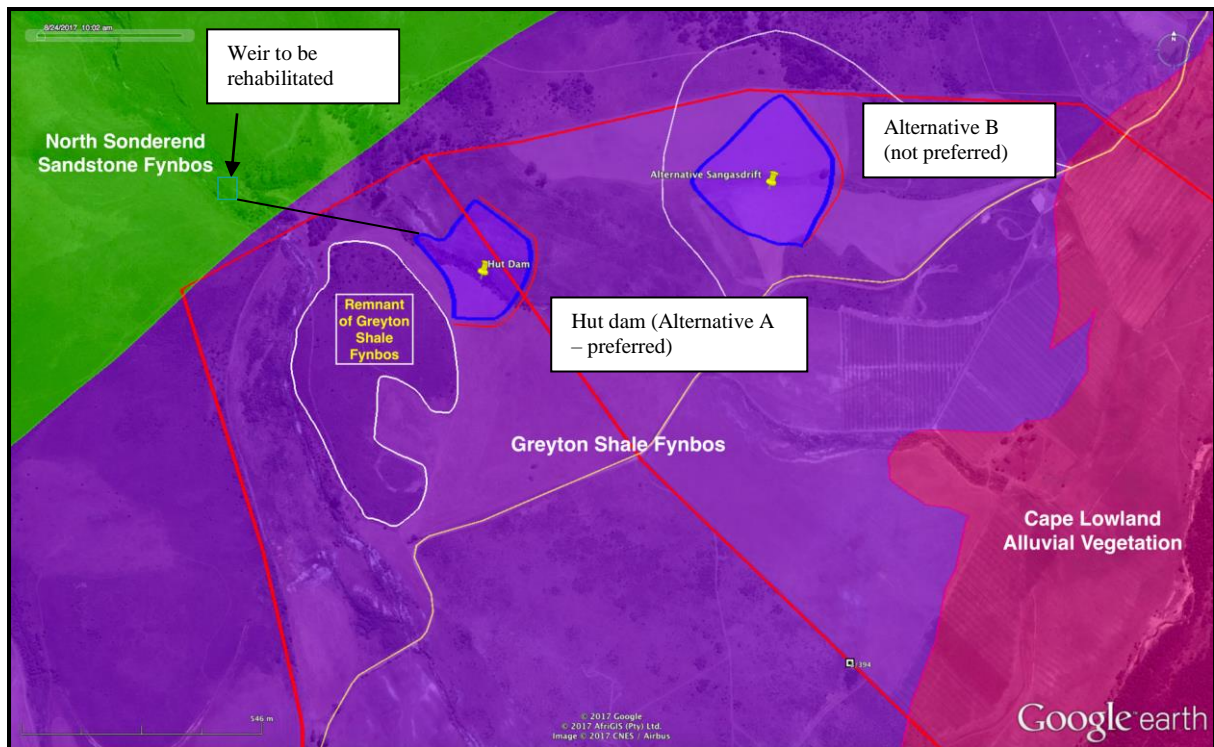 8/24/2017 10:02 am
Weir to be
rehabilitated
N
North Sonderend
Sandstone Fynbos
Alternative B
(not preferred)
Alternative Sangasdrift
Hut Dam
Remnant
of Greyton
Shale
Fynbos
Hut dam (Alternative A
– preferred)
Greyton Shale Fynbos
Cape Lowland
Alluvial Vegetation
546 m
© 2017 Google
© 2017 AfriGIS (Pty) Ltd.
Image © 2017 CNES / Airbus
Google earth